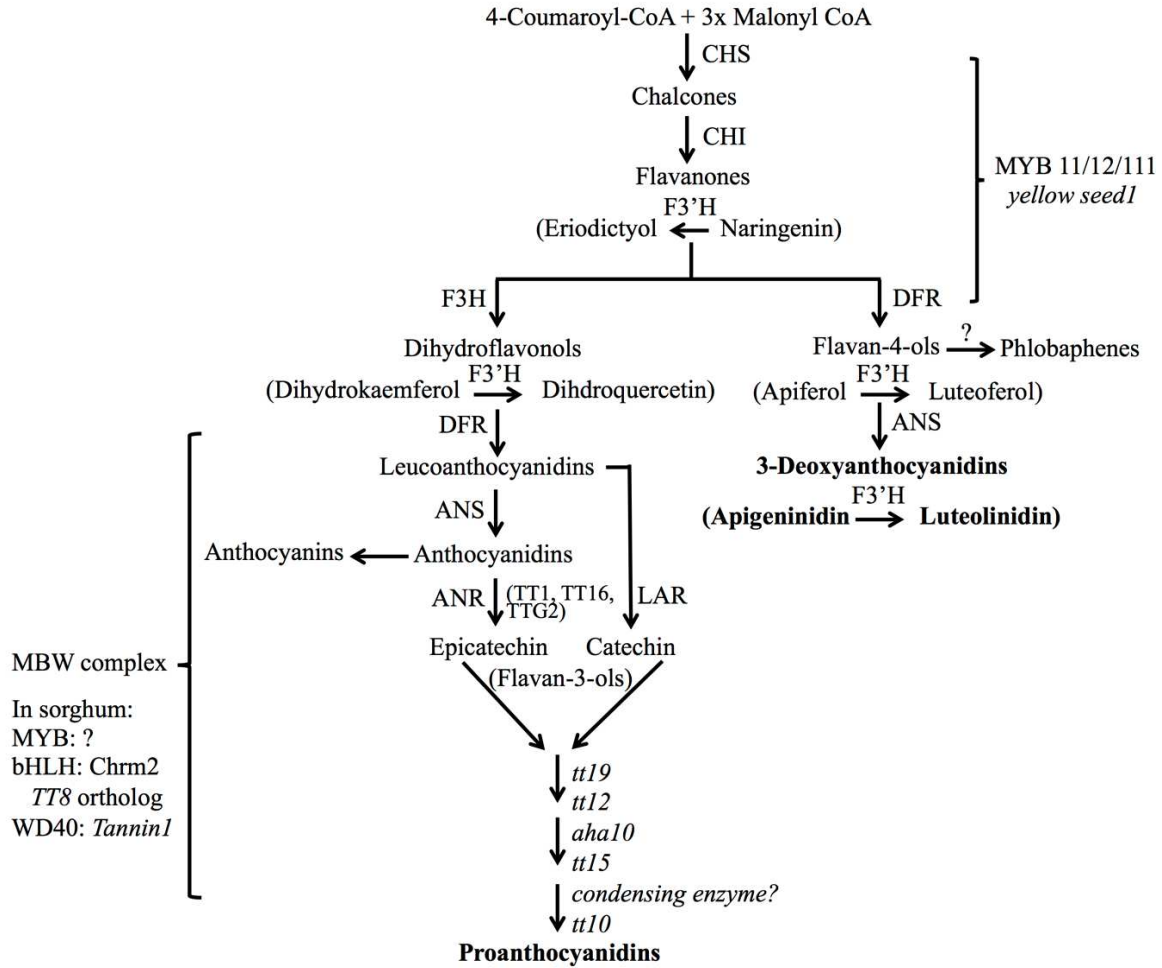 4-Coumaroyl-CoA + 3x Malonyl CoA
CHS
Chalcones
CHI
Flavanones
F3’H
(Eriodictyol Naringenin)
MYB 11/12/111
yellow seed1
F3H
DFR
Dihydroflavonols
F3’H
(Dihydrokaemferol Dihdroquercetin)
DFR
Flavan-4-ols ? Phlobaphenes
F3’H
(Apiferol Luteoferol)
ANS
3-Deoxyanthocyanidins
F3’H
(Apigeninidin Luteolinidin)
Leucoanthocyanidins
ANS
Anthocyanins Anthocyanidins
ANR
(TT1, TT16,
TTG2)
LAR
Epicatechin Catechin
(Flavan-3-ols)
MBW complex
In sorghum:
MYB: ?
bHLH: Chrm2
TT8 ortholog
WD40: Tannin1
tt19
tt12
aha10
tt15
condensing enzyme?
tt10
Proanthocyanidins